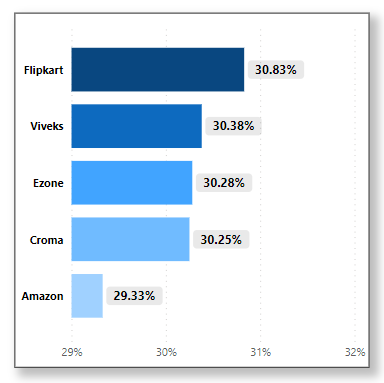 Flipkart 30.83%
Viveks 30.38%
Ezone 30.28%
Croma 30.25%
Amazon 29.33%
29% 30% 31% 32%